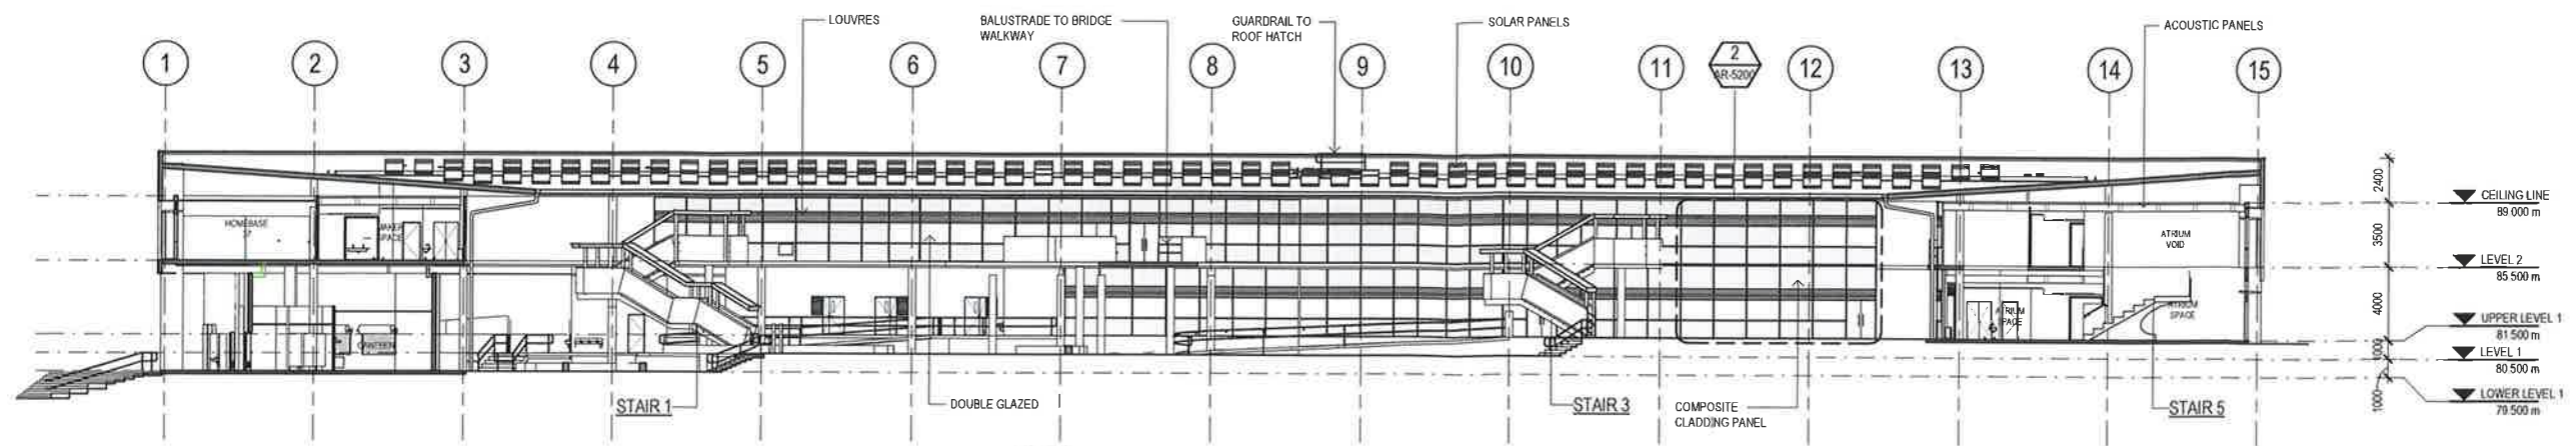 LOUVRES
BALUSTRADE TO BRIDGE
WALKWAY
GUARDRAIL TO
ROOF HATCH
SOLAR PANELS
ACOUSTIC PANELS
1
2
3
4
5
6
7
8
9
10
11
2
AR-5200
12
13
14
15
2400
CEILING LINE
89 000 m
HOMEBASE
37
MAKER
SPACE
ATRIUM
VOID
3500
LEVEL 2
85 500 m
4000
ATRIUM
SPACE
ATRIUM
SPACE
UPPER LEVEL 1
81 500 m
CANTEEN
1000
LEVEL 1
80 500 m
1000
LOWER LEVEL 1
79 500 m
STAIR 1
DOUBLE GLAZED
STAIR 3
COMPOSITE
CLADDING PANEL
STAIR 5